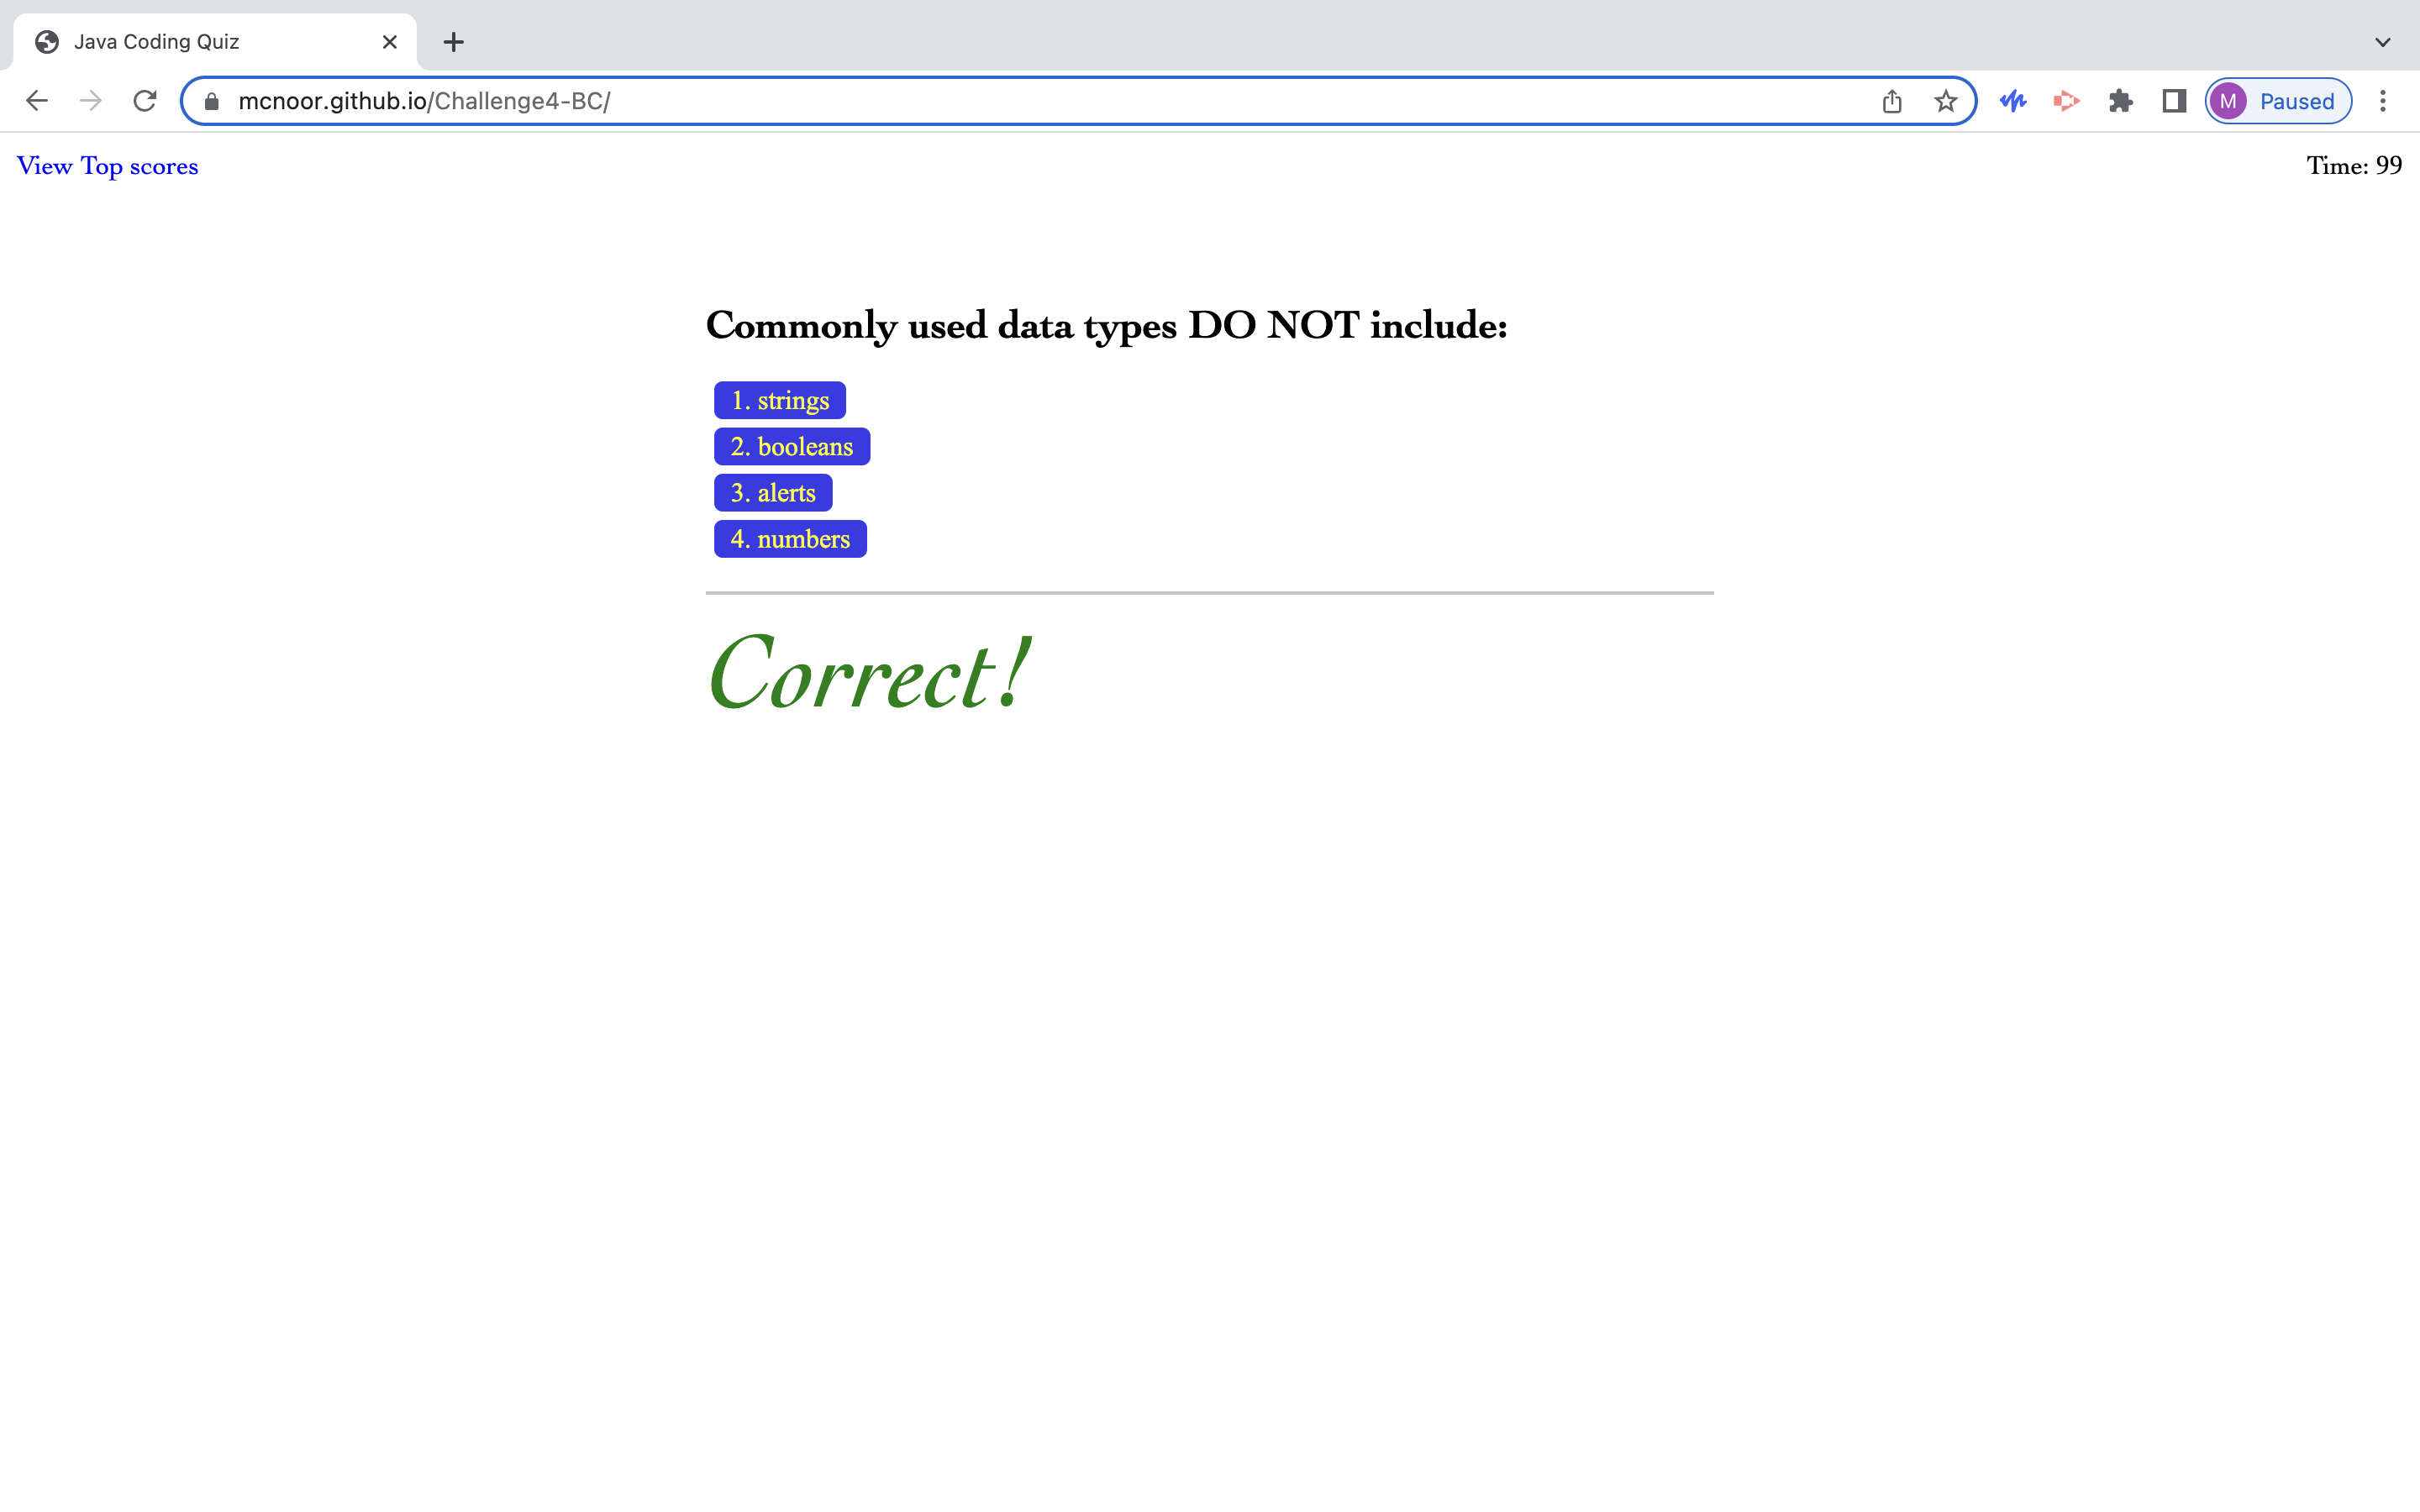 Java Coding Quiz
mcnoor.github.io/Challenge4-BC/
M Paused
View Top scores
Time: 99
Commonly used data types DO NOT include:
1. strings
2. booleans
3. alerts
4. numbers
Correct!